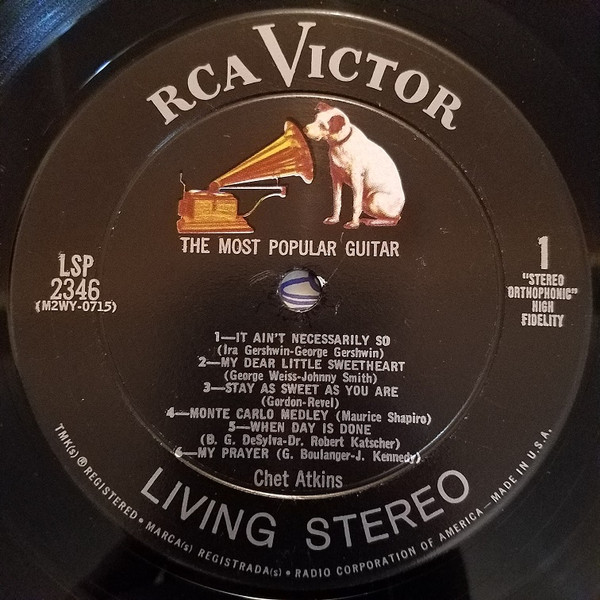 RCA VICTOR
THE MOST POPULAR GUITAR
LSP
2346
(M2WY-0715)
1
"STEREO
ORTHOPHONIC"
HIGH
FIDELITY
1—IT AIN'T NECESSARILY SO
(Ira Gershwin-George Gershwin)
2—MY DEAR LITTLE SWEETHEART
(George Weiss-Johnny Smith)
3—STAY AS SWEET AS YOU ARE
(Gordon-Revel)
4—MONTE CARLO MEDLEY (Maurice Shapiro)
5—WHEN DAY IS DONE
(B. G. DeSylva-Dr. Robert Katscher)
6—MY PRAYER (G. Boulanger-J. Kennedy)
Chet Atkins
LIVING STEREO
TMK(s) ® REGISTERED • MARCA(s) REGISTRADA(s) • RADIO CORPORATION OF AMERICA—MADE IN U.S.A.